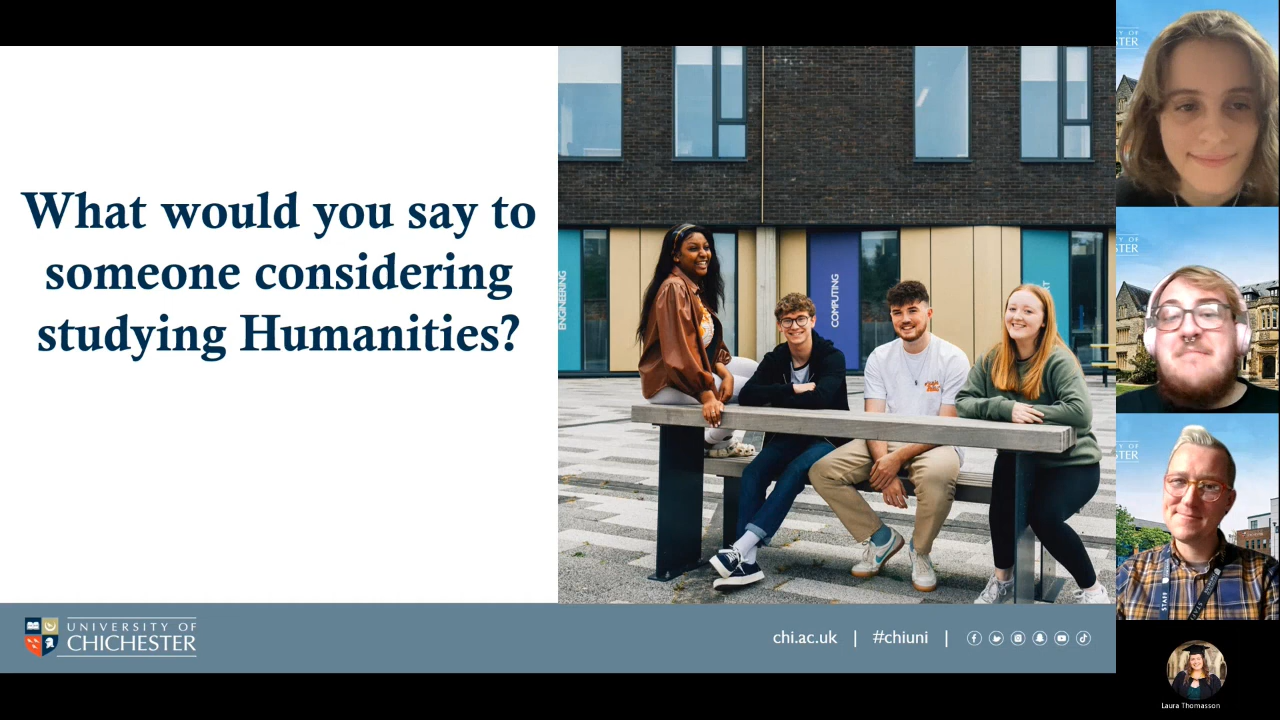 What would you say to
someone considering
studying Humanities?
ENGINEERING
COMPUTING
UNIVERSITY OF
CHICHESTER
chi.ac.uk | #chiuni |
STAFF
Laura Thomasson